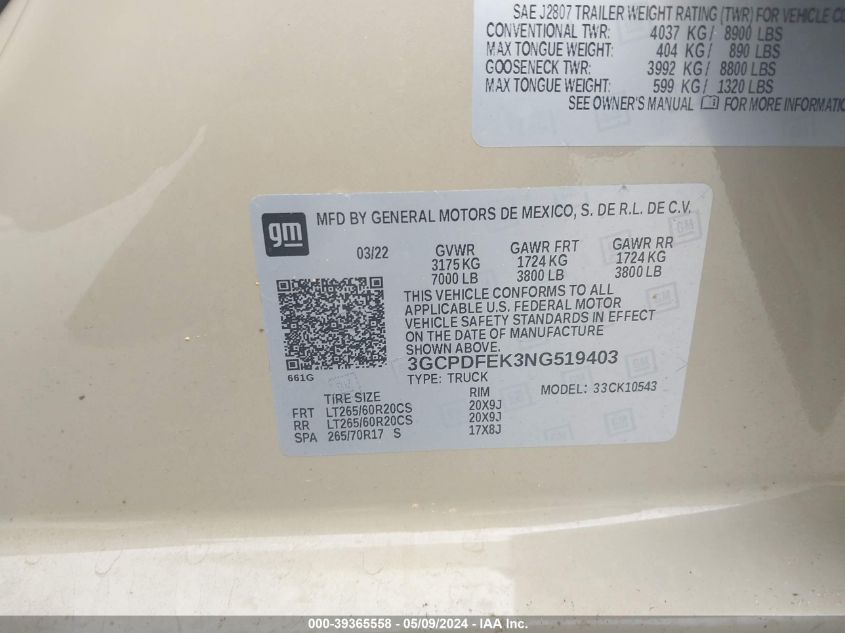 SAE J2807 TRAILER WEIGHT RATING (TWR) FOR VEHICLE
CONVENTIONAL TWR: 4037 KG/ 8900 LBS
MAX TONGUE WEIGHT: 404 KG/ 890 LBS
GOOSENECK TWR: 3992 KG/ 8800 LBS
MAX TONGUE WEIGHT: 599 KG/ 1320 LBS
SEE OWNER'S MANUAL FOR MORE INFORMATION
gm
MFD BY GENERAL MOTORS DE MEXICO, S. DE R.L. DE C.V.
03/22 GVWR GAWR FRT GAWR RR
3175 KG 1724 KG 1724 KG
7000 LB 3800 LB 3800 LB
THIS VEHICLE CONFORMS TO ALL
APPLICABLE U.S. FEDERAL MOTOR
VEHICLE SAFETY STANDARDS IN EFFECT
ON THE DATE OF MANUFACTURE
SHOWN ABOVE.
3GCPDFEK3NG519403
661G
TYPE: TRUCK
MODEL: 33CK10543
TIRE SIZE RIM
FRT LT265/60R20CS 20X9J
RR LT265/60R20CS 20X9J
SPA 265/70R17 S 17X8J
000-39365558 - 05/09/2024 - IAAI.COM